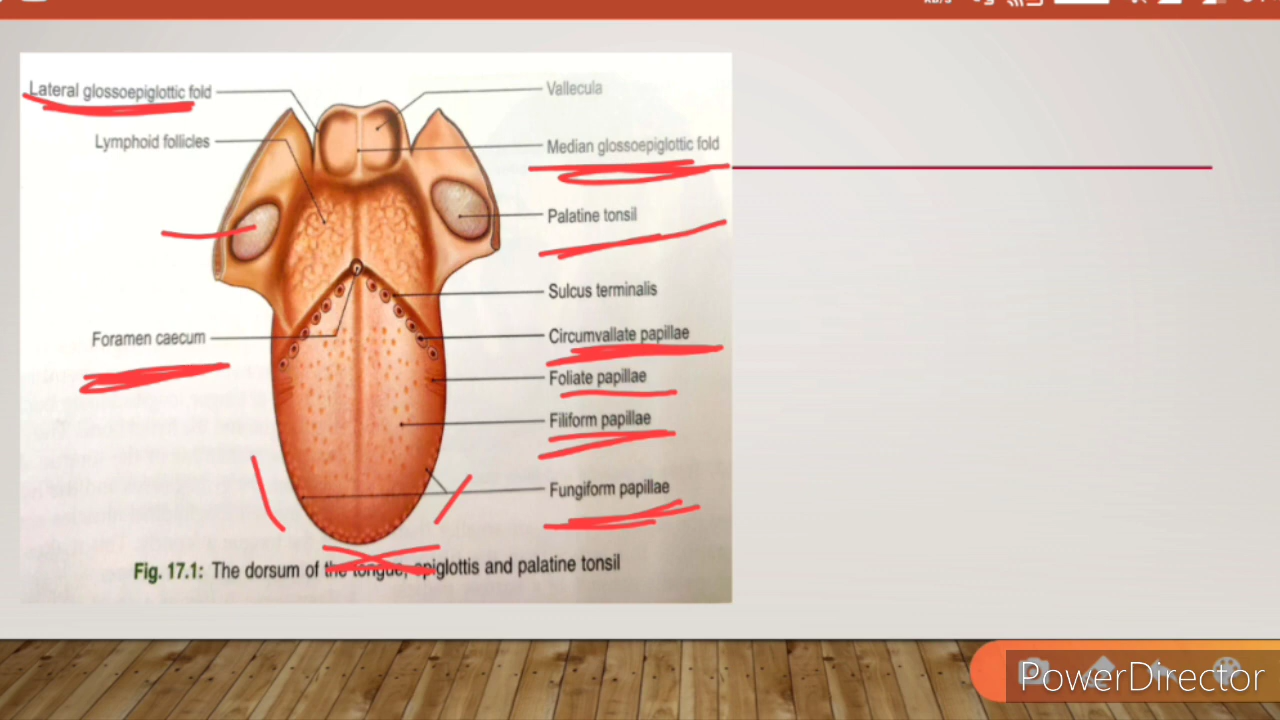 Lateral glossoepiglottic fold
Vallecula
Lymphoid follicles
Median glossoepiglottic fold
Palatine tonsil
Sulcus terminalis
Foramen caecum
Circumvallate papillae
Foliate papillae
Filiform papillae
Fungiform papillae
Fig. 17.1: The dorsum of the tongue, epiglottis and palatine tonsil
PowerDirector